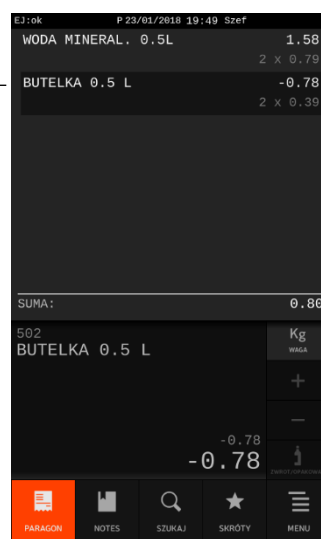 EJ:ok P 23/01/2018 19:49 Szef
WODA MINERAL. 0.5L 1.58
2 x 0.79
BUTELKA 0.5 L -0.78
2 x 0.39
SUMA: 0.80
502 Kg
BUTELKA 0.5 L WAGA
+
−
-0.78
-0.78
PARAGON NOTES SZUKAJ SKRÓTY MENU